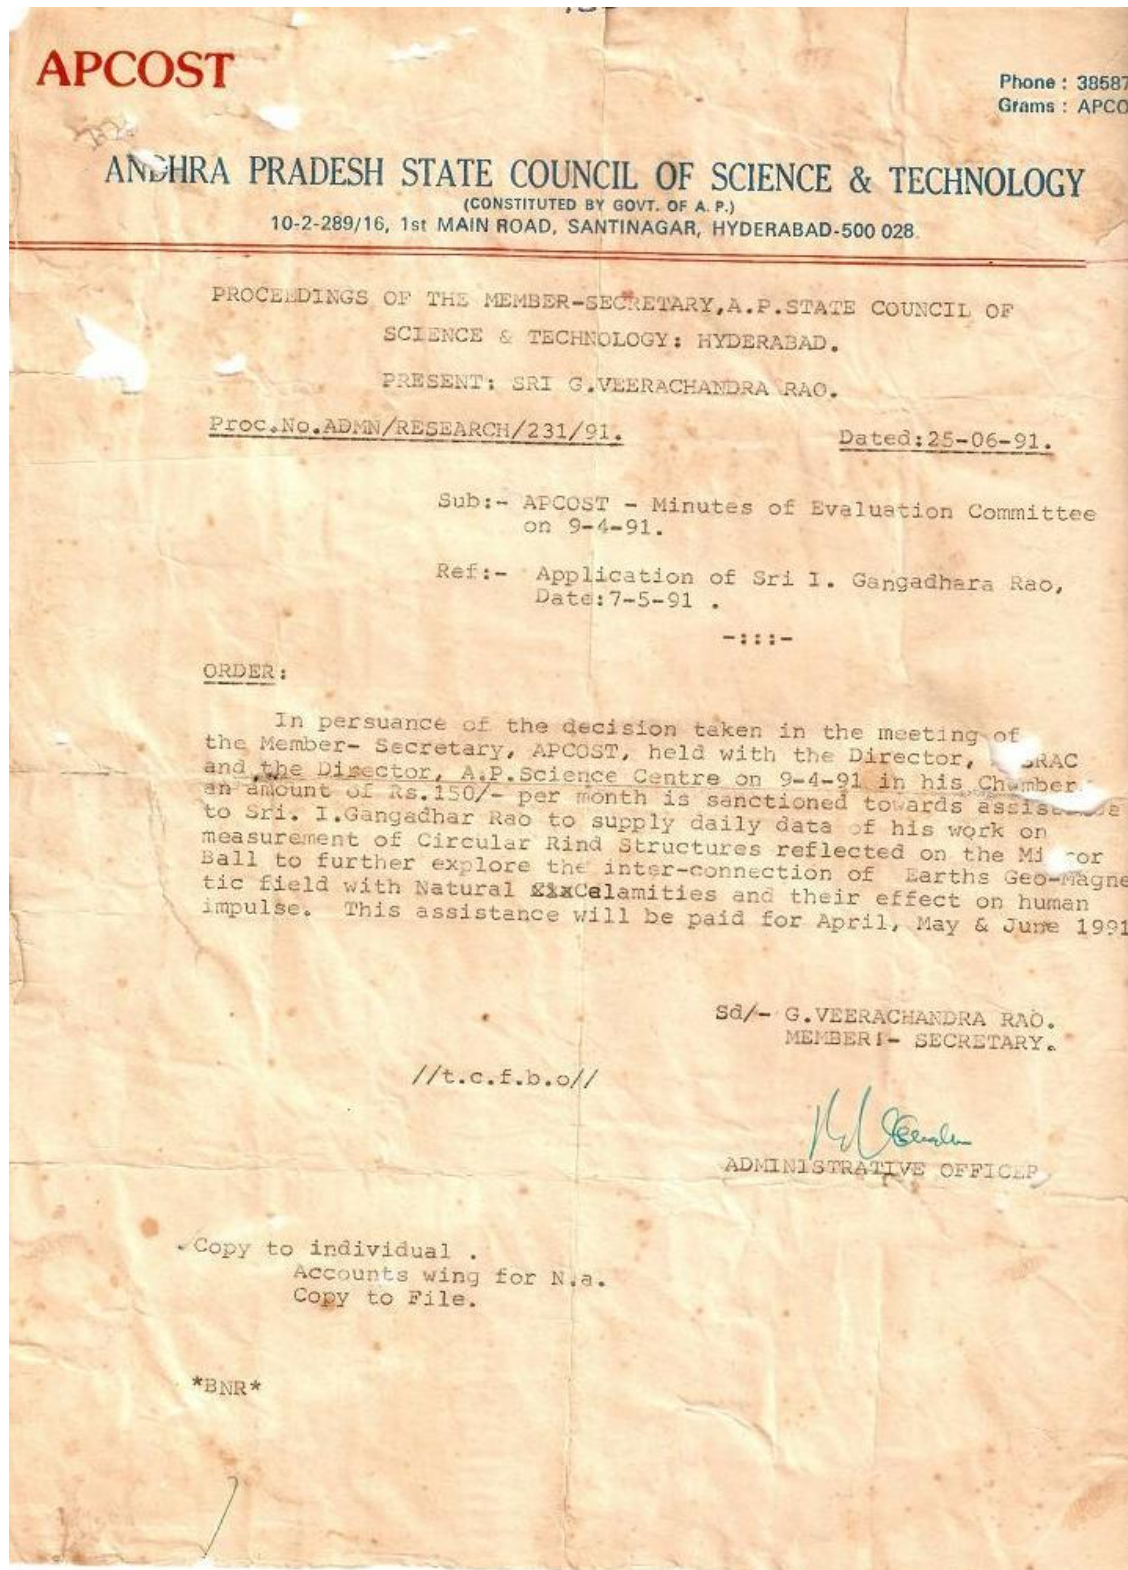 APCOST
Phone : 38587
Grams : APCO
ANDHRA PRADESH STATE COUNCIL OF SCIENCE & TECHNOLOGY
(CONSTITUTED BY GOVT. OF A. P.)
10-2-289/16, 1st MAIN ROAD, SANTINAGAR, HYDERABAD-500 028.
PROCEEDINGS OF THE MEMBER-SECRETARY,A.P.STATE COUNCIL OF
SCIENCE & TECHNOLOGY: HYDERABAD.
PRESENT: SRI G.VEERACHANDRA RAO.
Proc.No.ADMN/RESEARCH/231/91.
Dated:25-06-91.
Sub:- APCOST - Minutes of Evaluation Committee
on 9-4-91.
Ref:- Application of Sri I. Gangadhara Rao,
Date:7-5-91 .
-:::-
ORDER:
In persuance of the decision taken in the meeting of
the Member- Secretary, APCOST, held with the Director, SRAC
and the Director, A.P.Science Centre on 9-4-91 in his Chamber
an amount of Rs.150/- per month is sanctioned towards
to Sri. I.Gangadhar Rao to supply daily data of his work on
measurement of Circular Rind Structures reflected on the Mi or
Ball to further explore the inter-connection of Earths Geo-Magne
tic field with Natural Calamities and their effect on human
impulse. This assistance will be paid for April, May & June 1991
Sd/- G.VEERACHANDRA RAO.
MEMBER:- SECRETARY.
//t.c.f.b.o//
ADMINISTRATIVE OFFICER
Copy to individual .
Accounts wing for N.a.
Copy to File.
*BNR*